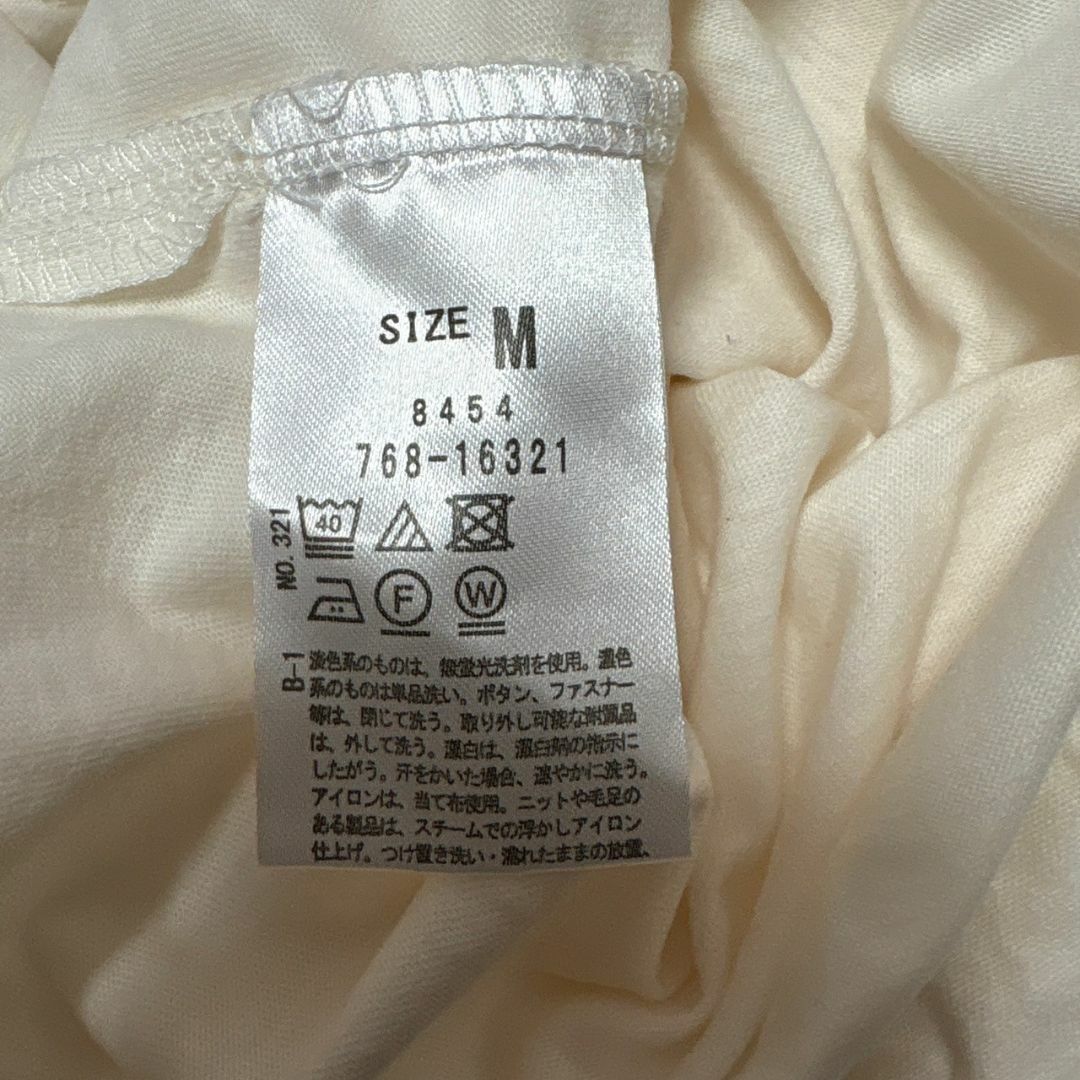 SIZE M
8454
768-16321
NO. 321
40
F W
B-1
淡色系のものは、無蛍光洗剤を使用。濃色
系のものは単品洗い。ボタン、ファスナー
等は、閉じて洗う。取り外し可能な附属品
は、外して洗う。漂白は、漂白剤の指示に
したがう。汗をかいた場合、速やかに洗う。
アイロンは、当て布使用。ニットや毛足の
ある製品は、スチームでの浮かしアイロン
仕上げ。つけ置き洗い・濡れたままの放置、